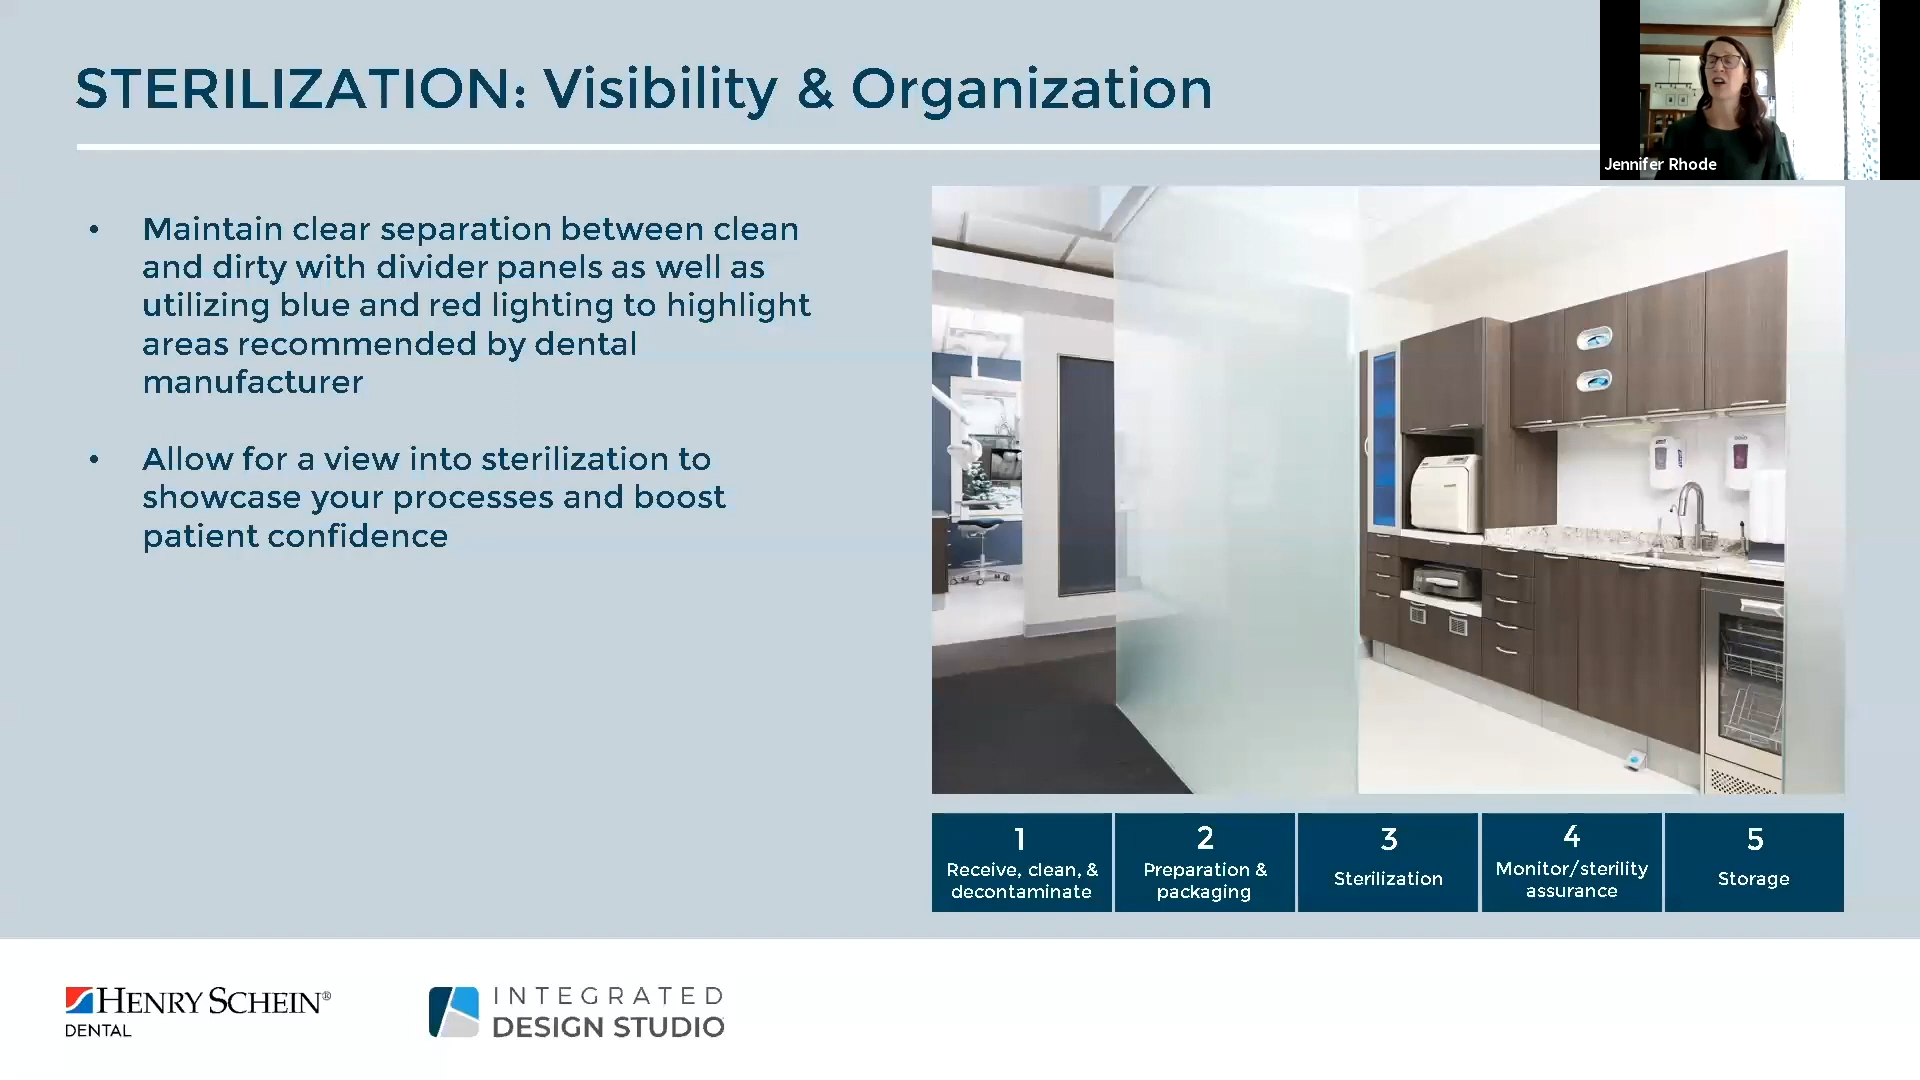 STERILIZATION: Visibility & Organization
Jennifer Rhode
• Maintain clear separation between clean
and dirty with divider panels as well as
utilizing blue and red lighting to highlight
areas recommended by dental
manufacturer
• Allow for a view into sterilization to
showcase your processes and boost
patient confidence
1
Receive, clean, &
decontaminate
2
Preparation &
packaging
3
Sterilization
4
Monitor/sterility
assurance
5
Storage
HENRY SCHEIN®
DENTAL
INTEGRATED
DESIGN STUDIO